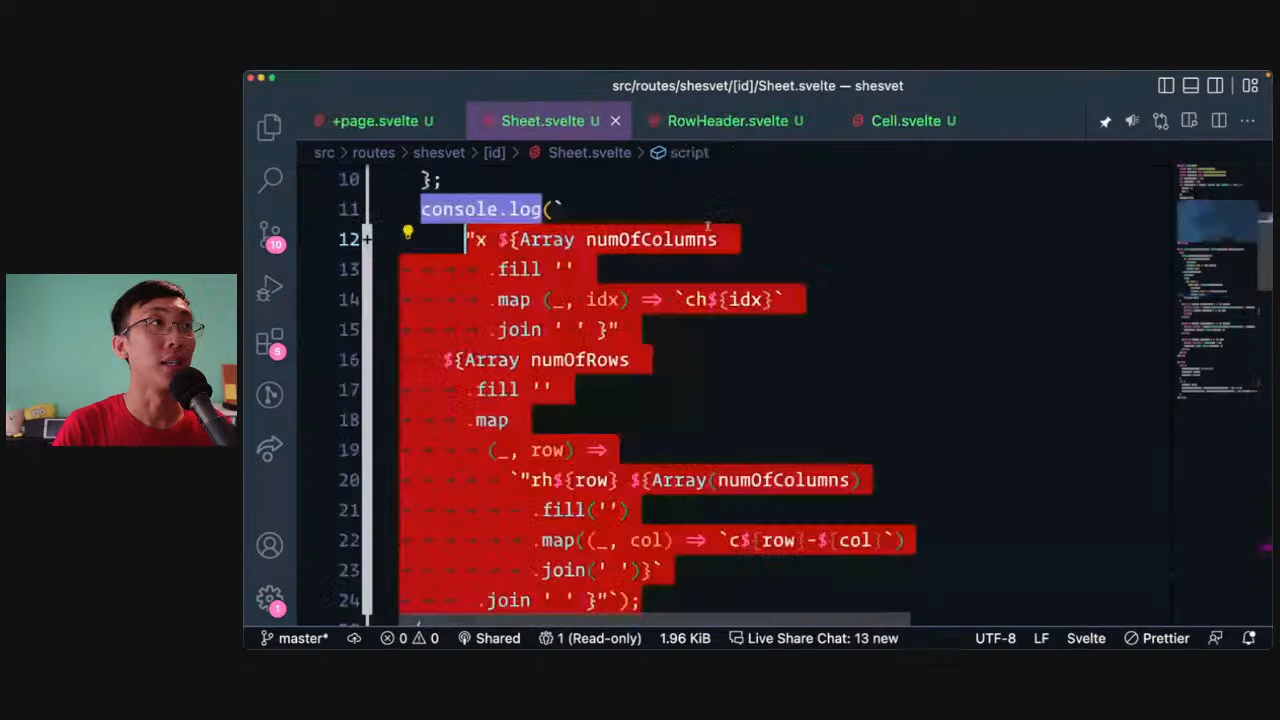 src/routes/shesvet/[id]/Sheet.svelte — shesvet
+page.svelte U
Sheet.svelte U
RowHeader.svelte U
Cell.svelte U
src > routes > shesvet > [id] > Sheet.svelte > script
10 };
11 console.log(`
12 "x ${Array numOfColumns
13 .fill ''
14 .map (_, idx) => `ch${idx}`
15 .join ' ' }"
16 ${Array numOfRows
17 .fill ''
18 .map
19 (_, row) =>
20 `"rh${row} ${Array(numOfColumns)
21 .fill('')
22 .map((_, col) => `c${row}-${col}`)
23 .join(' ')}`
24 .join ' ' }"`);
10
5
1
master* 0 0 Shared 1 (Read-only) 1.96 KiB Live Share Chat: 13 new UTF-8 LF Svelte Prettier